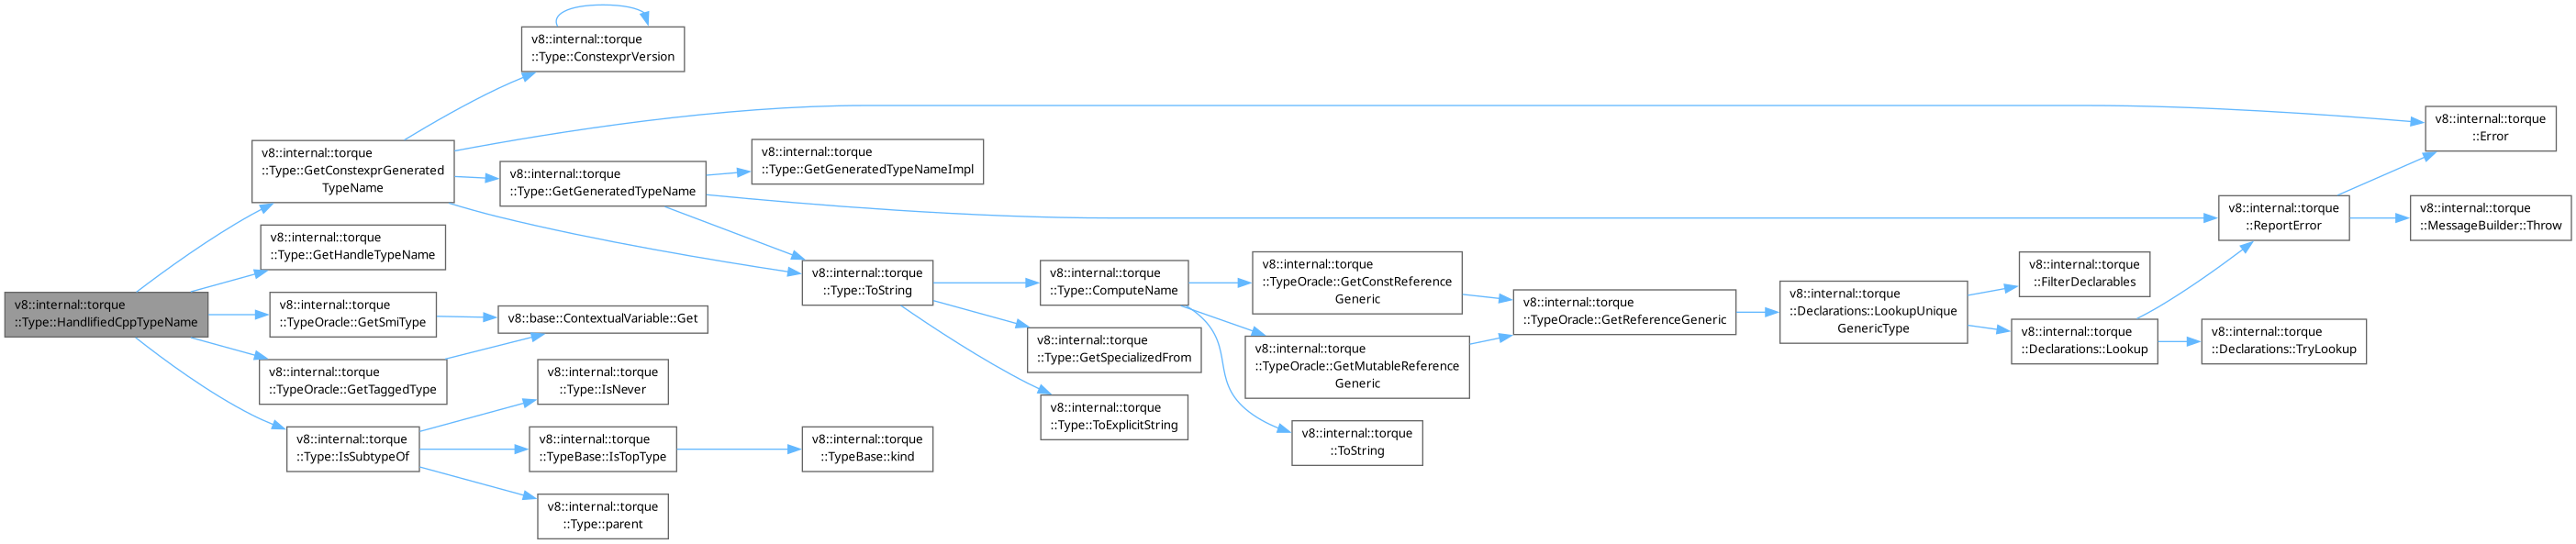 v8::internal::torque
::Type::HandlifiedCppTypeName
v8::internal::torque
::Type::GetConstexprGenerated
TypeName
v8::internal::torque
::Type::GetHandleTypeName
v8::internal::torque
::TypeOracle::GetSmiType
v8::internal::torque
::TypeOracle::GetTaggedType
v8::internal::torque
::Type::IsSubtypeOf
v8::internal::torque
::Type::ConstexprVersion
v8::internal::torque
::Type::GetGeneratedTypeName
v8::base::ContextualVariable::Get
v8::internal::torque
::Type::IsNever
v8::internal::torque
::TypeBase::IsTopType
v8::internal::torque
::Type::parent
v8::internal::torque
::Type::GetGeneratedTypeNameImpl
v8::internal::torque
::Type::ToString
v8::internal::torque
::TypeBase::kind
v8::internal::torque
::Type::ComputeName
v8::internal::torque
::Type::GetSpecializedFrom
v8::internal::torque
::Type::ToExplicitString
v8::internal::torque
::TypeOracle::GetConstReference
Generic
v8::internal::torque
::TypeOracle::GetMutableReference
Generic
v8::internal::torque
::ToString
v8::internal::torque
::TypeOracle::GetReferenceGeneric
v8::internal::torque
::Declarations::LookupUnique
GenericType
v8::internal::torque
::FilterDeclarables
v8::internal::torque
::Declarations::Lookup
v8::internal::torque
::ReportError
v8::internal::torque
::Declarations::TryLookup
v8::internal::torque
::Error
v8::internal::torque
::MessageBuilder::Throw